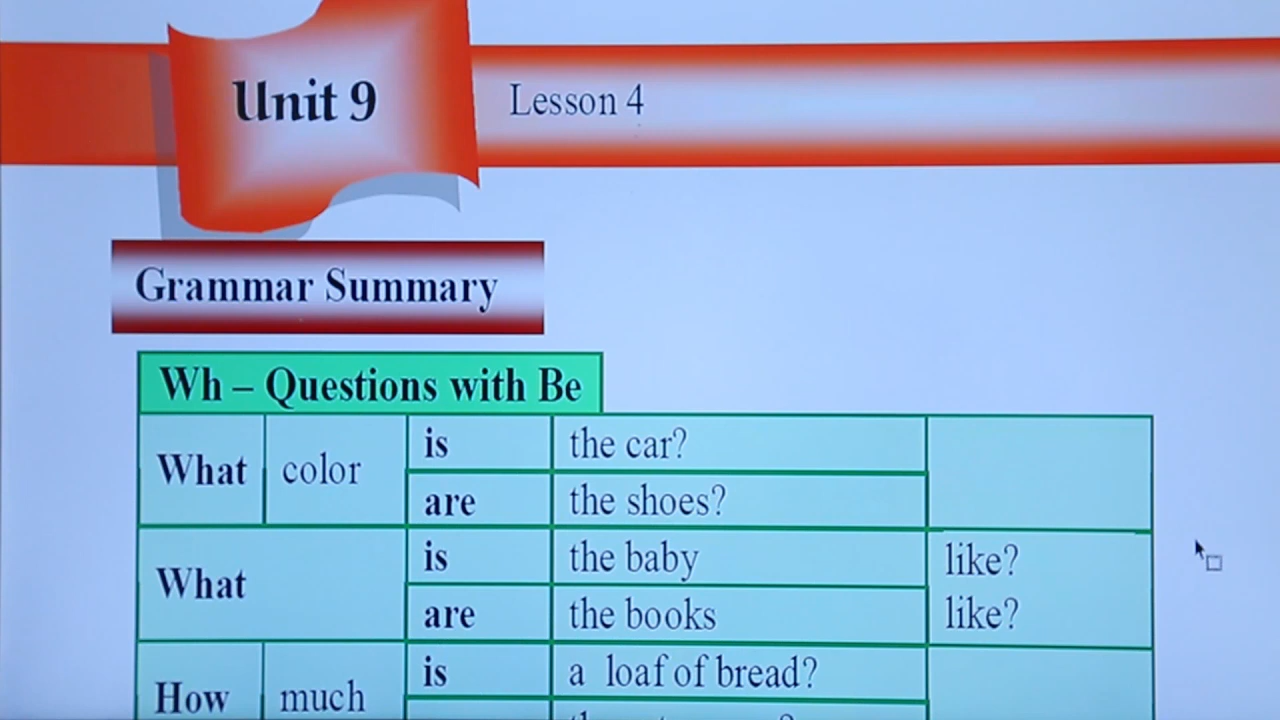 Unit 9
Lesson 4
Grammar Summary
Wh – Questions with Be
What color is the car?
are the shoes?
What is the baby like?
are the books like?
How much is a loaf of bread?